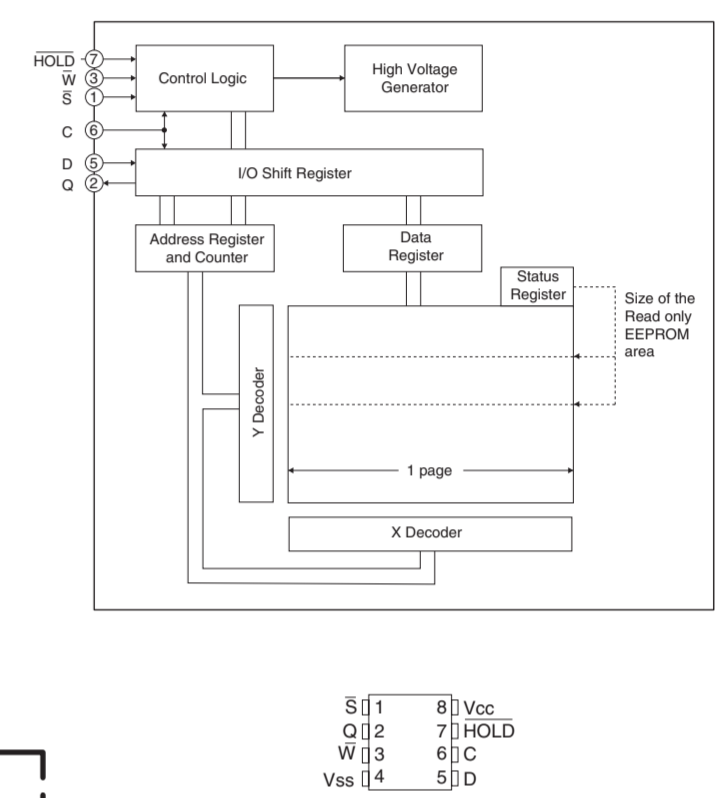 H̅O̅L̅D̅ 7
W̅ 3
S̅ 1
C 6
D 5
Q 2
Control Logic
High Voltage
Generator
I/O Shift Register
Address Register
and Counter
Data
Register
Status
Register
Size of the
Read only
EEPROM
area
Y Decoder
1 page
X Decoder
S̅ 1 8 Vcc
Q 2 7 H̅O̅L̅D̅
W̅ 3 6 C
Vss 4 5 D